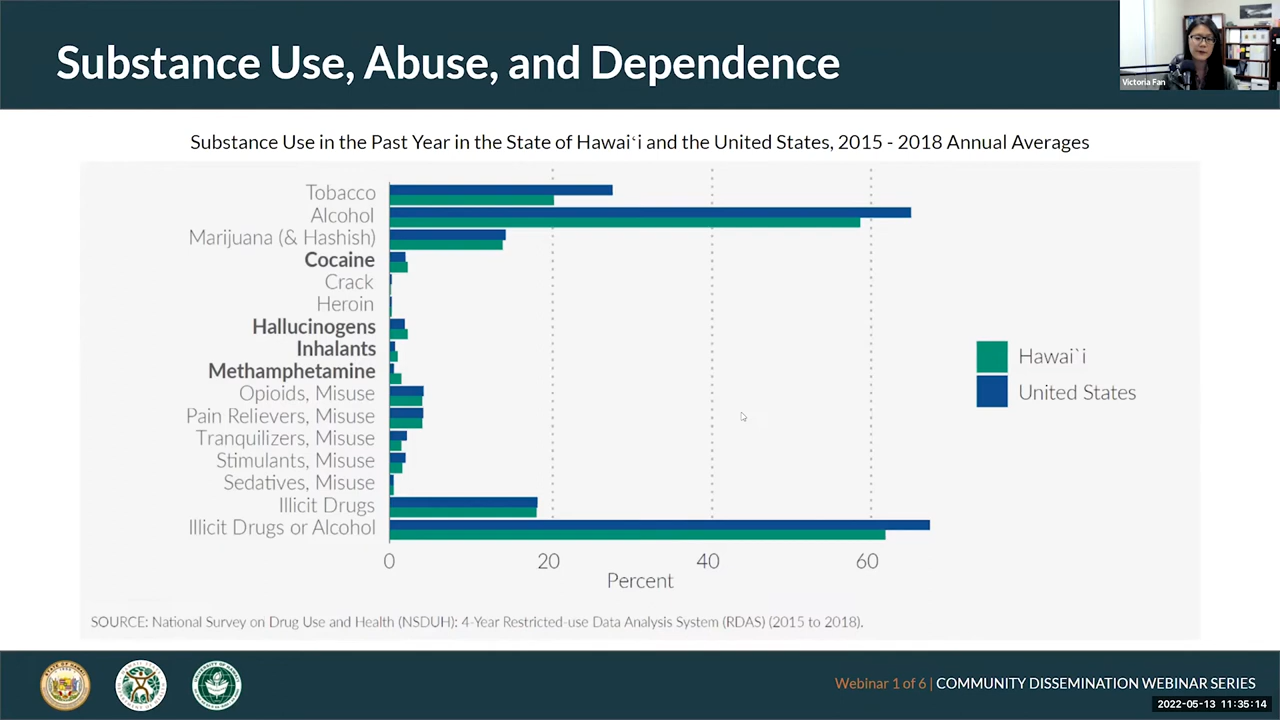 Substance Use, Abuse, and Dependence
Victoria Fan
Substance Use in the Past Year in the State of Hawaiʻi and the United States, 2015 - 2018 Annual Averages
Tobacco
Alcohol
Marijuana (& Hashish)
Cocaine
Crack
Heroin
Hallucinogens
Inhalants
Methamphetamine
Opioids, Misuse
Pain Relievers, Misuse
Tranquilizers, Misuse
Stimulants, Misuse
Sedatives, Misuse
Illicit Drugs
Illicit Drugs or Alcohol
0 20 40 60
Percent
Hawai`i
United States
SOURCE: National Survey on Drug Use and Health (NSDUH): 4-Year Restricted-use Data Analysis System (RDAS) (2015 to 2018).
Webinar 1 of 6 | COMMUNITY DISSEMINATION WEBINAR SERIES
2022-05-13 11:35:14